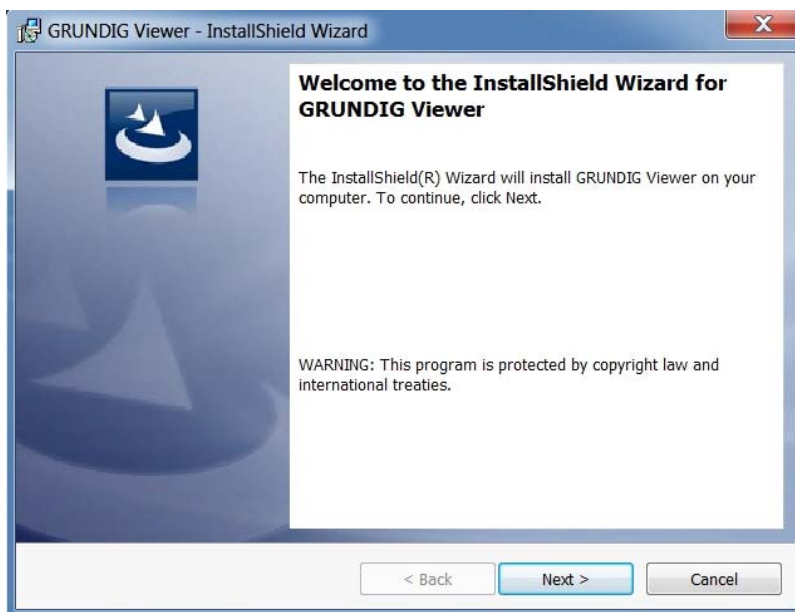 GRUNDIG Viewer - InstallShield Wizard
X
Welcome to the InstallShield Wizard for
GRUNDIG Viewer
The InstallShield(R) Wizard will install GRUNDIG Viewer on your
computer. To continue, click Next.
WARNING: This program is protected by copyright law and
international treaties.
< Back
Next >
Cancel